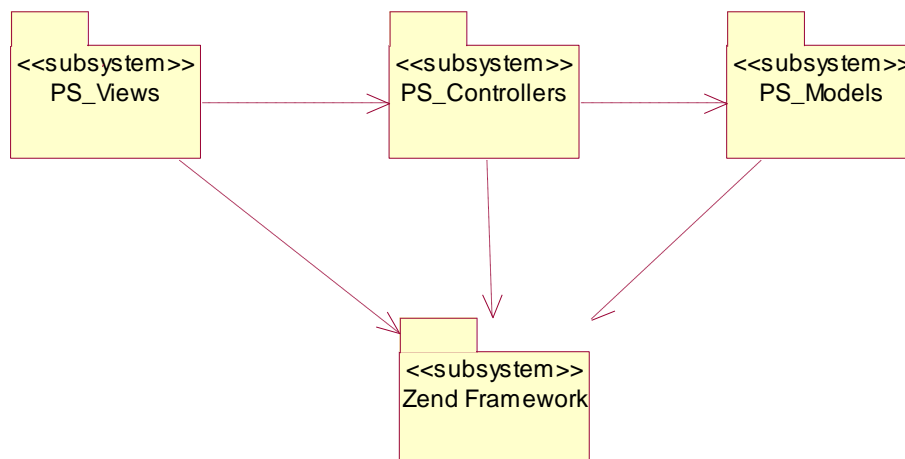 <<subsystem>>
PS_Views
<<subsystem>>
PS_Controllers
<<subsystem>>
PS_Models
<<subsystem>>
Zend Framework